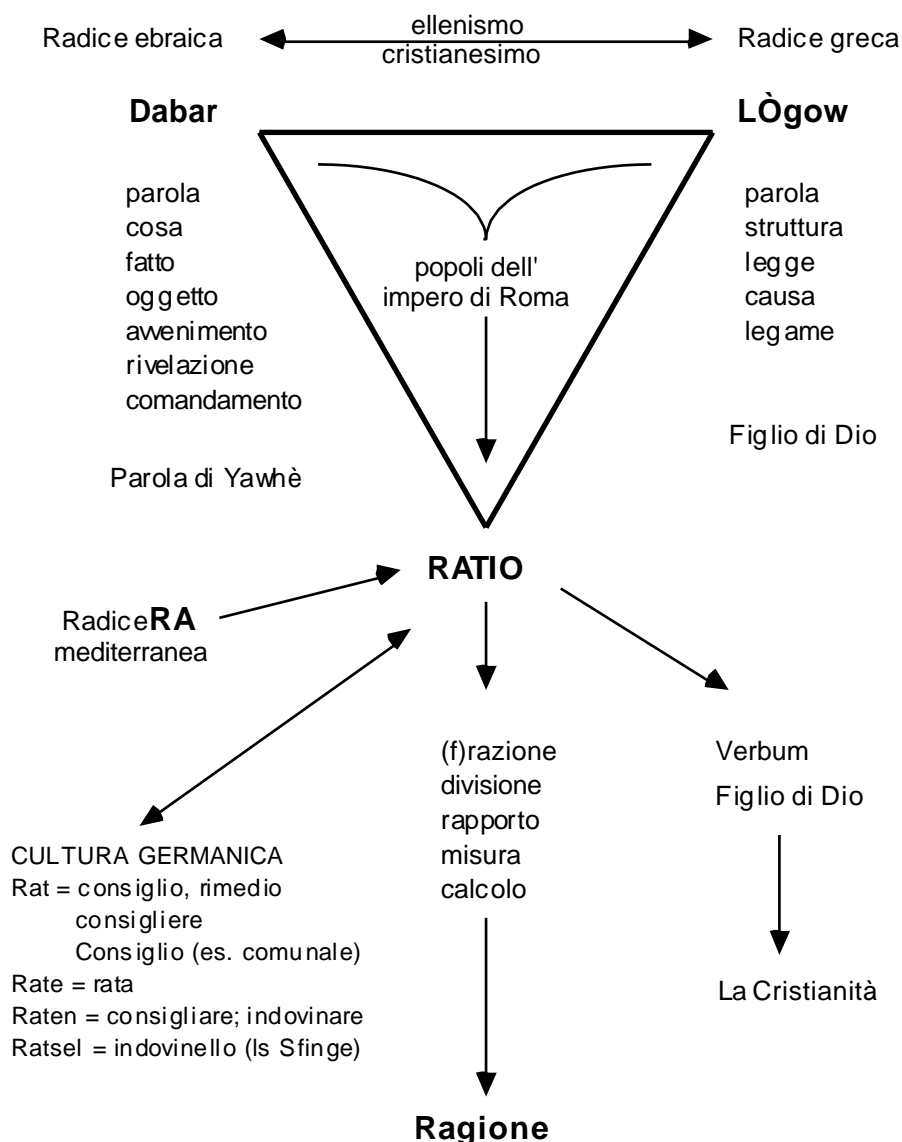 Radice ebraica
ellenismo
cristianesimo
Radice greca
Dabar
LÒgow
parola
cosa
fatto
oggetto
avvenimento
rivelazione
comandamento
Parola di Yawhè
popoli dell'
impero di Roma
parola
struttura
legge
causa
legame
Figlio di Dio
RATIO
Radice RA
mediterranea
(f)razione
divisione
rapporto
misura
calcolo
Verbum
Figlio di Dio
CULTURA GERMANICA
Rat = consiglio, rimedio
consigliere
Consiglio (es. comunale)
Rate = rata
Raten = consigliare; indovinare
Ratsel = indovinello (ls Sfinge)
La Cristianità
Ragione